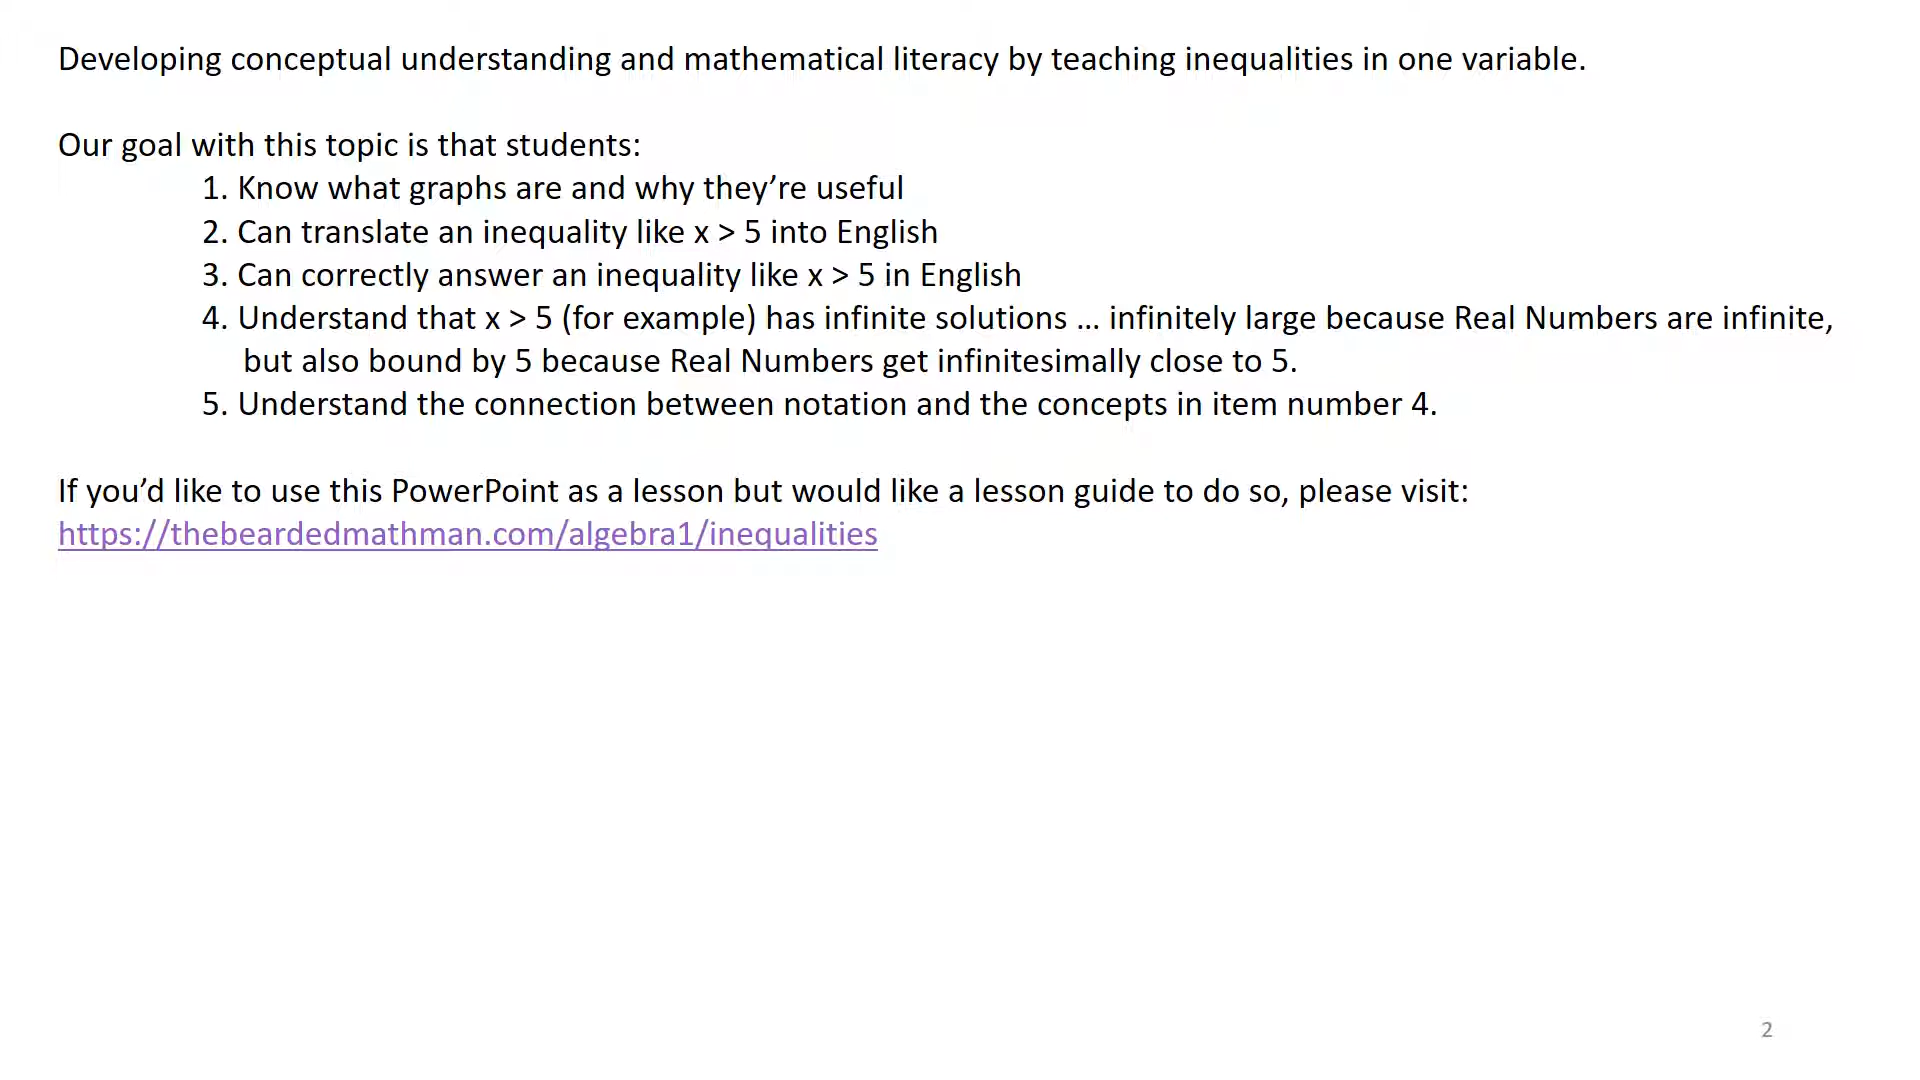 Developing conceptual understanding and mathematical literacy by teaching inequalities in one variable.
Our goal with this topic is that students:
1. Know what graphs are and why they’re useful
2. Can translate an inequality like x > 5 into English
3. Can correctly answer an inequality like x > 5 in English
4. Understand that x > 5 (for example) has infinite solutions … infinitely large because Real Numbers are infinite,
but also bound by 5 because Real Numbers get infinitesimally close to 5.
5. Understand the connection between notation and the concepts in item number 4.
If you’d like to use this PowerPoint as a lesson but would like a lesson guide to do so, please visit:
https://thebeardedmathman.com/algebra1/inequalities
2